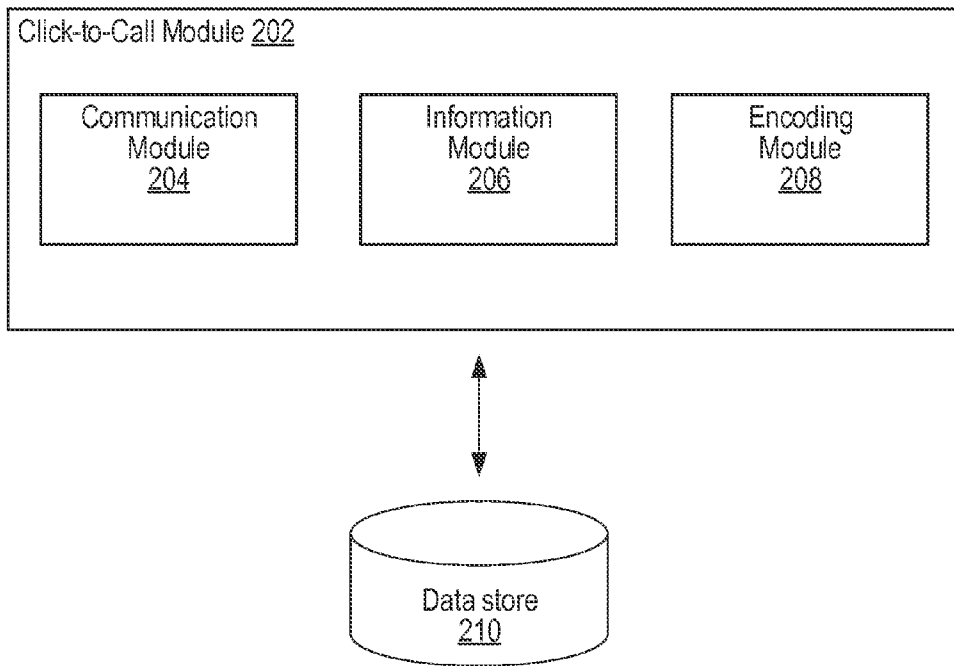 Click-to-Call Module 202
Communication
Module
204
Information
Module
206
Encoding
Module
208
Data store
210